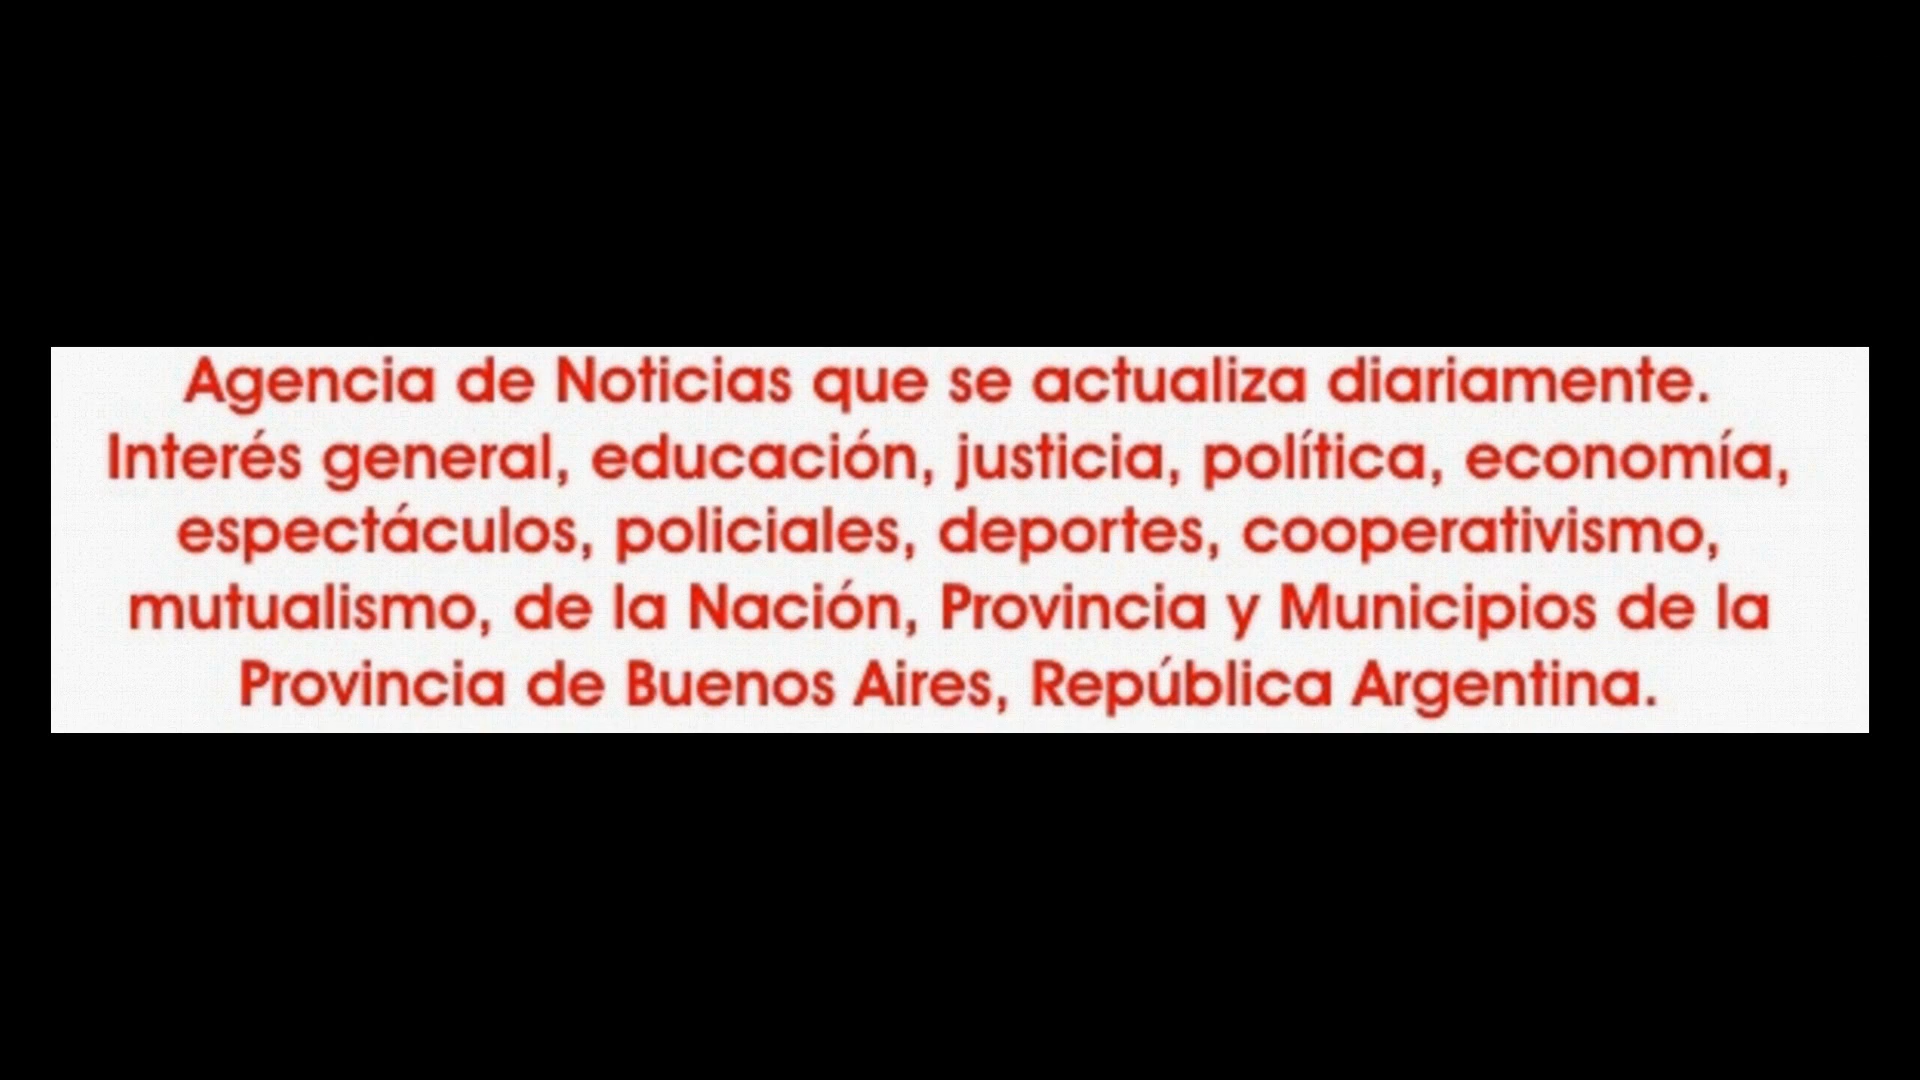 Agencia de Noticias que se actualiza diariamente.
Interés general, educación, justicia, política, economía,
espectáculos, policiales, deportes, cooperativismo,
mutualismo, de la Nación, Provincia y Municipios de la
Provincia de Buenos Aires, República Argentina.